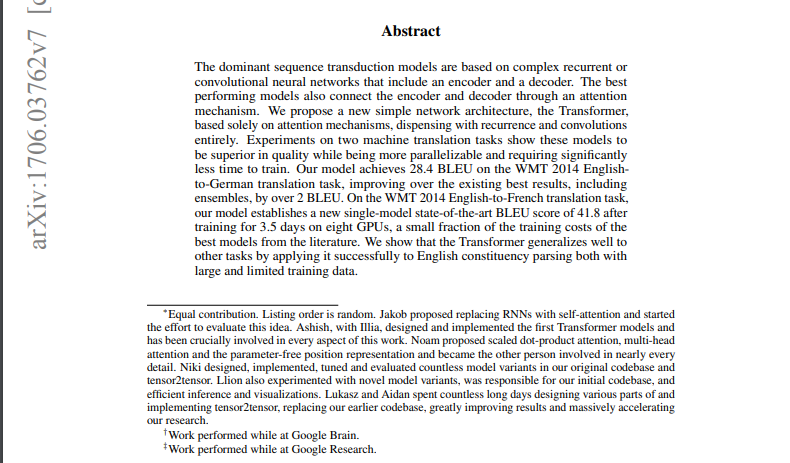 arXiv:1706.03762v7 [c
Abstract
The dominant sequence transduction models are based on complex recurrent or
convolutional neural networks that include an encoder and a decoder. The best
performing models also connect the encoder and decoder through an attention
mechanism. We propose a new simple network architecture, the Transformer,
based solely on attention mechanisms, dispensing with recurrence and convolutions
entirely. Experiments on two machine translation tasks show these models to
be superior in quality while being more parallelizable and requiring significantly
less time to train. Our model achieves 28.4 BLEU on the WMT 2014 English-
to-German translation task, improving over the existing best results, including
ensembles, by over 2 BLEU. On the WMT 2014 English-to-French translation task,
our model establishes a new single-model state-of-the-art BLEU score of 41.8 after
training for 3.5 days on eight GPUs, a small fraction of the training costs of the
best models from the literature. We show that the Transformer generalizes well to
other tasks by applying it successfully to English constituency parsing both with
large and limited training data.
*Equal contribution. Listing order is random. Jakob proposed replacing RNNs with self-attention and started
the effort to evaluate this idea. Ashish, with Illia, designed and implemented the first Transformer models and
has been crucially involved in every aspect of this work. Noam proposed scaled dot-product attention, multi-head
attention and the parameter-free position representation and became the other person involved in nearly every
detail. Niki designed, implemented, tuned and evaluated countless model variants in our original codebase and
tensor2tensor. Llion also experimented with novel model variants, was responsible for our initial codebase, and
efficient inference and visualizations. Lukasz and Aidan spent countless long days designing various parts of and
implementing tensor2tensor, replacing our earlier codebase, greatly improving results and massively accelerating
our research.
†Work performed while at Google Brain.
‡Work performed while at Google Research.